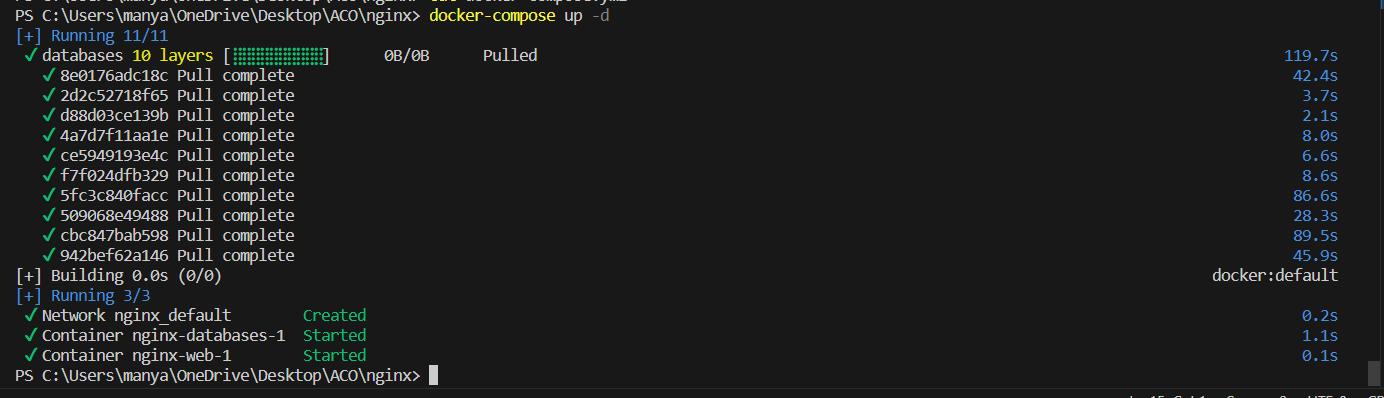 PS C:\Users\manya\OneDrive\Desktop\ACO\nginx> docker-compose up -d
[+] Running 11/11
✔ databases 10 layers [⣿⣿⣿⣿⣿⣿⣿⣿⣿⣿] 0B/0B Pulled 119.7s
✔ 8e0176adc18c Pull complete 42.4s
✔ 2d2c52718f65 Pull complete 3.7s
✔ d88d03ce139b Pull complete 2.1s
✔ 4a7d7f11aa1e Pull complete 8.0s
✔ ce5949193e4c Pull complete 6.6s
✔ f7f024dfb329 Pull complete 8.6s
✔ 5fc3c840facc Pull complete 86.6s
✔ 509068e49488 Pull complete 28.3s
✔ cbc847bab598 Pull complete 89.5s
✔ 942bef62a146 Pull complete 45.9s
[+] Building 0.0s (0/0) docker:default
[+] Running 3/3
✔ Network nginx_default Created 0.2s
✔ Container nginx-databases-1 Started 1.1s
✔ Container nginx-web-1 Started 0.1s
PS C:\Users\manya\OneDrive\Desktop\ACO\nginx>